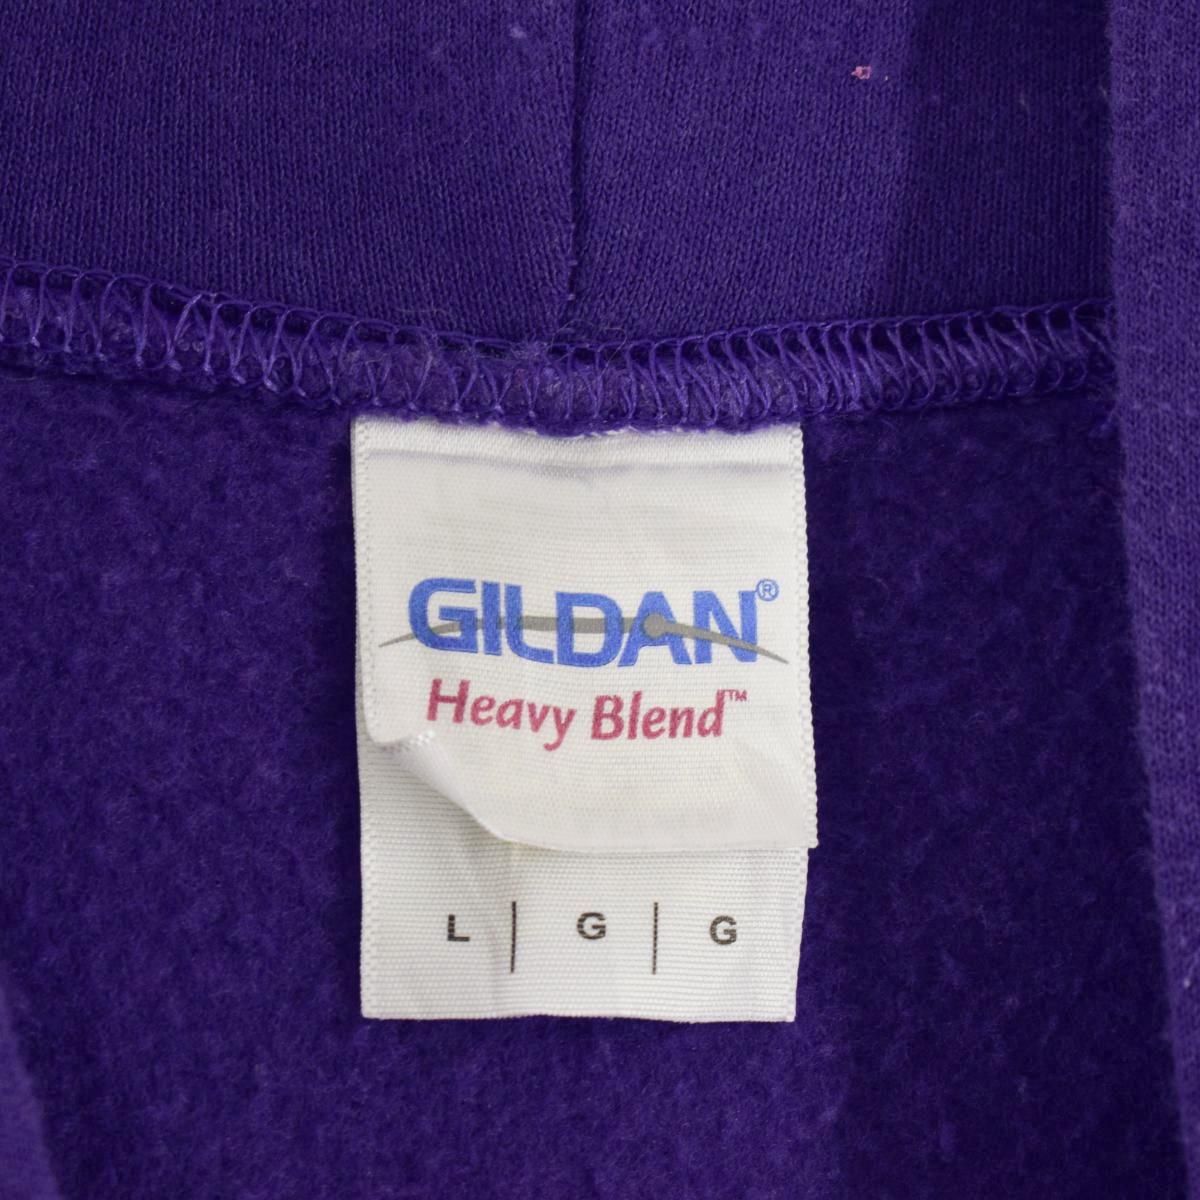 GILDAN®
Heavy Blend™
L | G | G